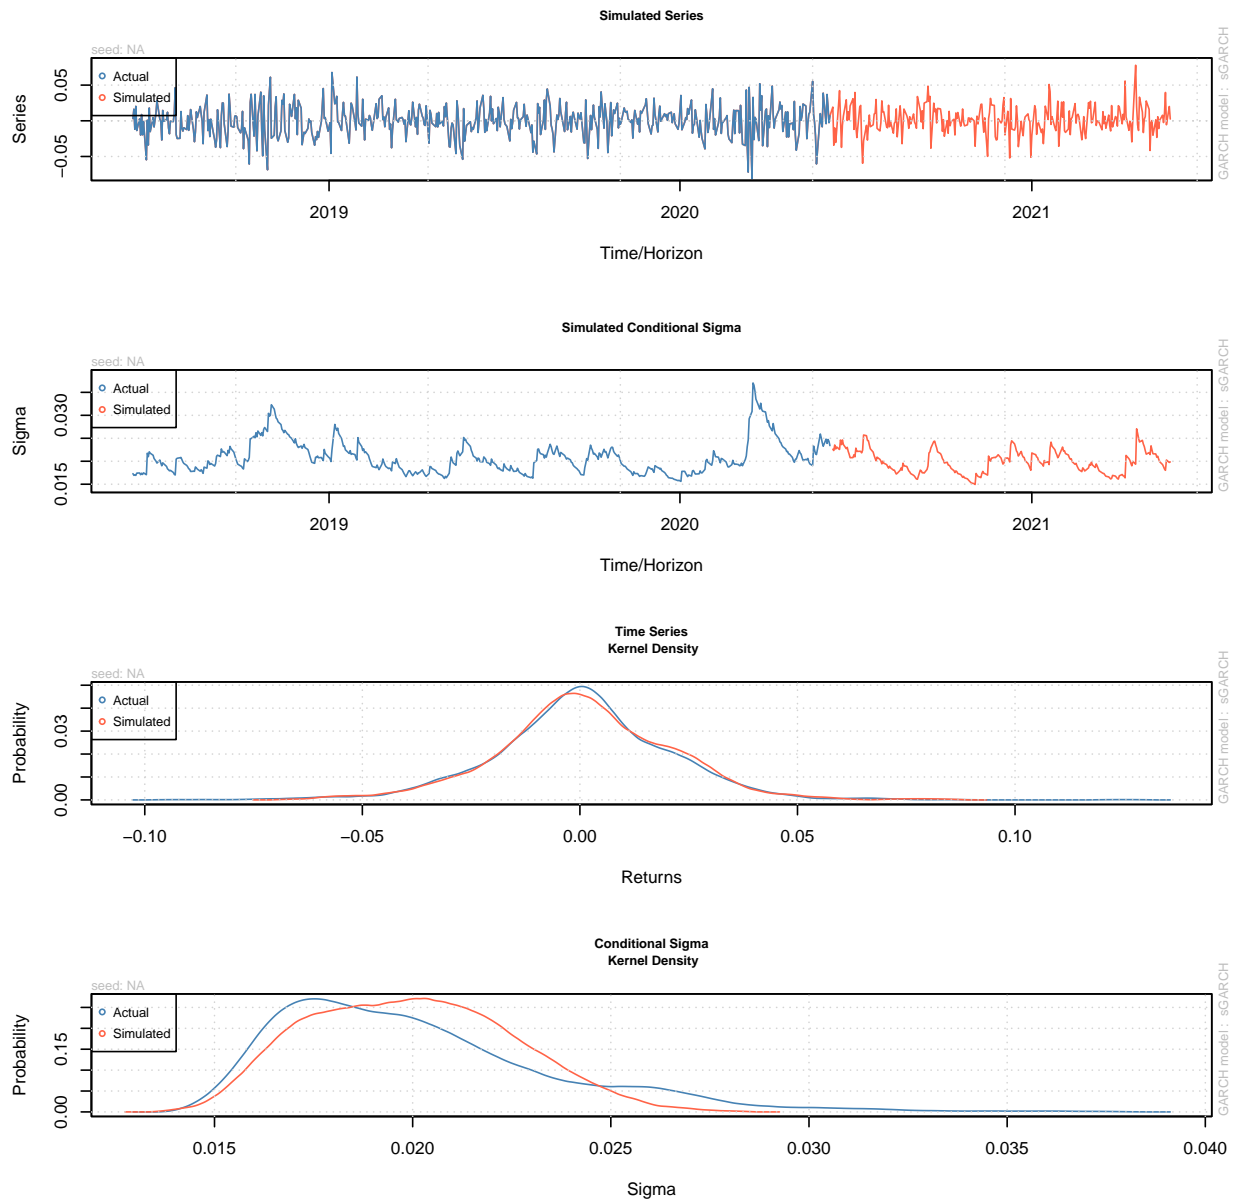 Simulated Series
seed: NA
Actual
Simulated
Series
0.05
−0.05
2019
2020
2021
Time/Horizon
GARCH model : sGARCH
Simulated Conditional Sigma
seed: NA
Actual
Simulated
Sigma
0.030
0.015
2019
2020
2021
Time/Horizon
GARCH model : sGARCH
Time Series
Kernel Density
seed: NA
Actual
Simulated
Probability
0.03
0.00
−0.10
−0.05
0.00
0.05
0.10
Returns
GARCH model : sGARCH
Conditional Sigma
Kernel Density
seed: NA
Actual
Simulated
Probability
0.15
0.00
0.015
0.020
0.025
0.030
0.035
0.040
Sigma
GARCH model : sGARCH